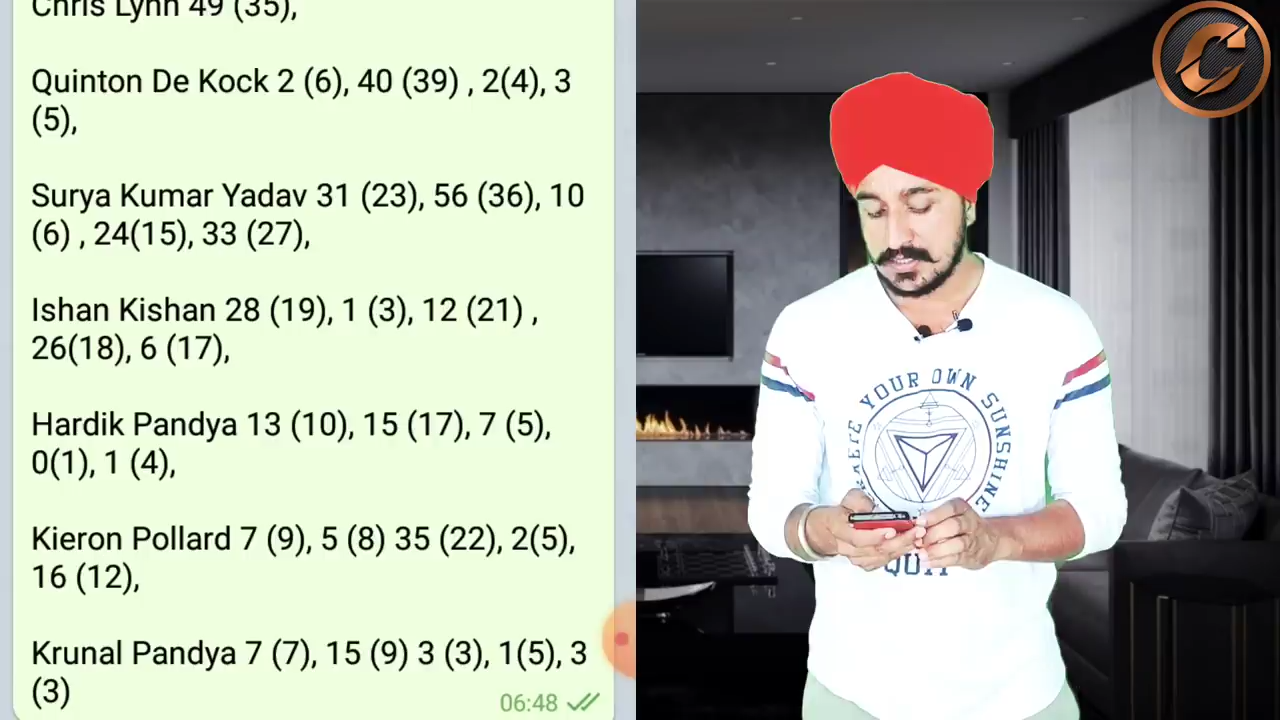 Chris Lynn 49 (35),
Quinton De Kock 2 (6), 40 (39) , 2(4), 3
(5),
Surya Kumar Yadav 31 (23), 56 (36), 10
(6) , 24(15), 33 (27),
Ishan Kishan 28 (19), 1 (3), 12 (21) ,
26(18), 6 (17),
Hardik Pandya 13 (10), 15 (17), 7 (5),
0(1), 1 (4),
Kieron Pollard 7 (9), 5 (8) 35 (22), 2(5),
16 (12),
Krunal Pandya 7 (7), 15 (9) 3 (3), 1(5), 3
(3)
06:48
YOUR OWN SUNSHINE